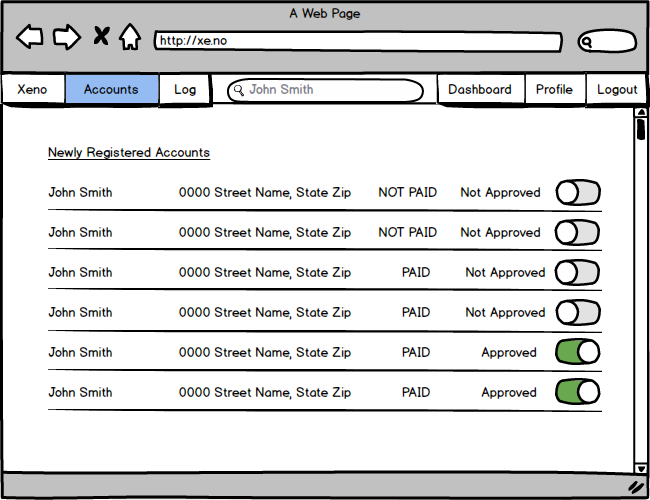 A Web Page
http://xe.no
Xeno Accounts Log John Smith Dashboard Profile Logout
Newly Registered Accounts
John Smith 0000 Street Name, State Zip NOT PAID Not Approved
John Smith 0000 Street Name, State Zip NOT PAID Not Approved
John Smith 0000 Street Name, State Zip PAID Not Approved
John Smith 0000 Street Name, State Zip PAID Not Approved
John Smith 0000 Street Name, State Zip PAID Approved
John Smith 0000 Street Name, State Zip PAID Approved